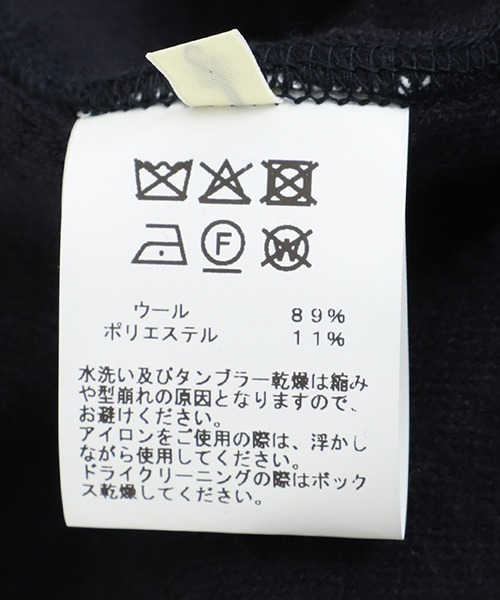 F
W
ウール 89%
ポリエステル 11%
水洗い及びタンブラー乾燥は縮み
や型崩れの原因となりますので、
お避けください。
アイロンをご使用の際は、浮かし
ながら使用してください。
ドライクリーニングの際はボック
ス乾燥してください。